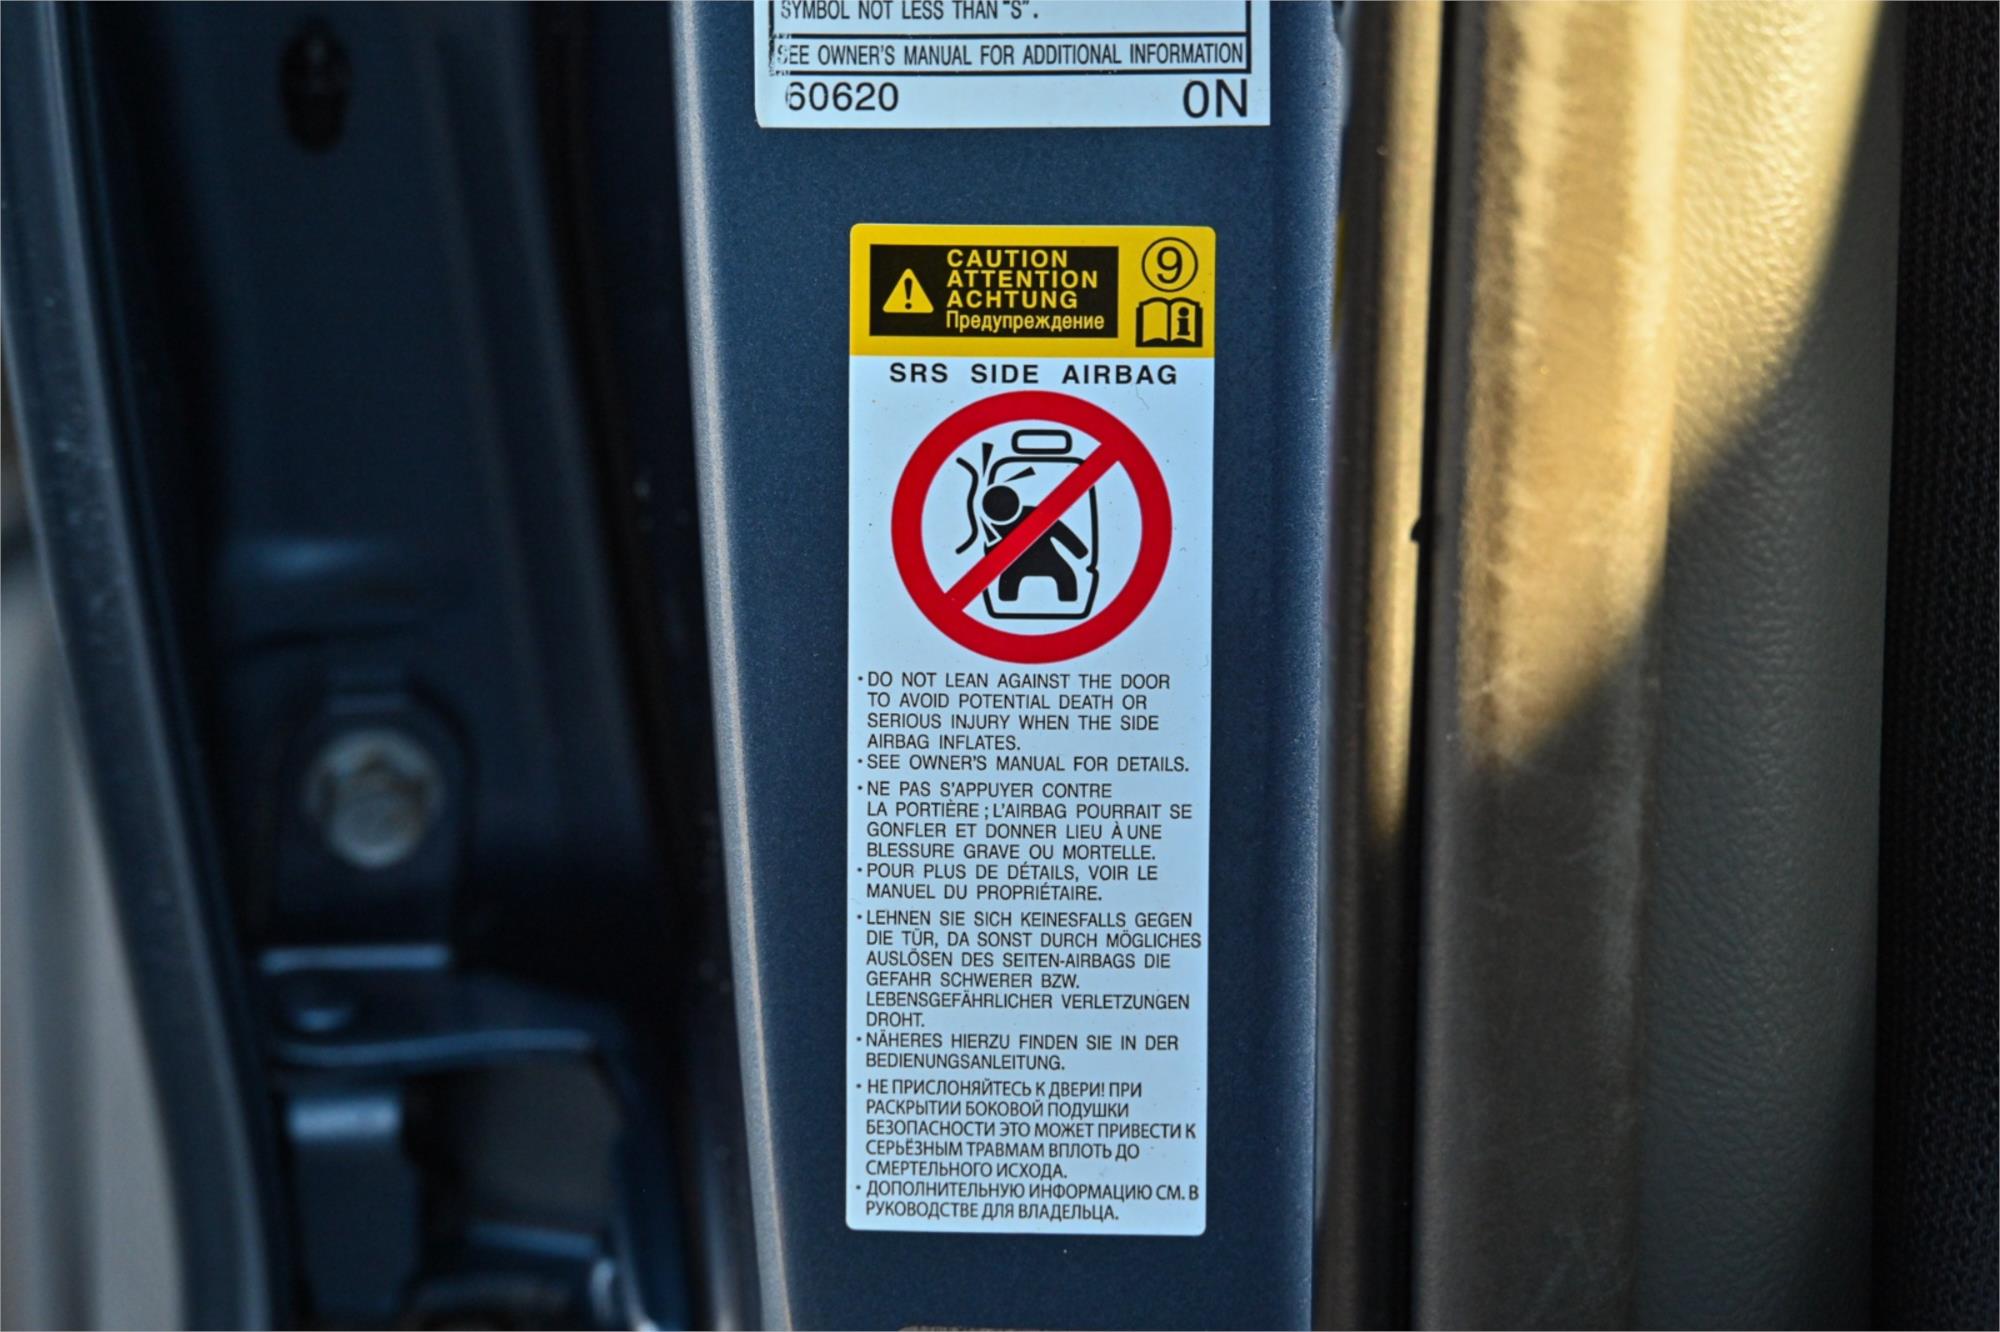 SYMBOL NOT LESS THAN "S".
SEE OWNER'S MANUAL FOR ADDITIONAL INFORMATION
60620 0N
CAUTION
ATTENTION
ACHTUNG
Предупреждение
9
i
SRS SIDE AIRBAG
• DO NOT LEAN AGAINST THE DOOR
TO AVOID POTENTIAL DEATH OR
SERIOUS INJURY WHEN THE SIDE
AIRBAG INFLATES.
• SEE OWNER'S MANUAL FOR DETAILS.
• NE PAS S'APPUYER CONTRE
LA PORTIÈRE ; L'AIRBAG POURRAIT SE
GONFLER ET DONNER LIEU À UNE
BLESSURE GRAVE OU MORTELLE.
• POUR PLUS DE DÉTAILS, VOIR LE
MANUEL DU PROPRIÉTAIRE.
• LEHNEN SIE SICH KEINESFALLS GEGEN
DIE TÜR, DA SONST DURCH MÖGLICHES
AUSLÖSEN DES SEITEN-AIRBAGS DIE
GEFAHR SCHWERER BZW.
LEBENSGEFÄHRLICHER VERLETZUNGEN
DROHT.
• NÄHERES HIERZU FINDEN SIE IN DER
BEDIENUNGSANLEITUNG.
• НЕ ПРИСЛОНЯЙТЕСЬ К ДВЕРИ! ПРИ
РАСКРЫТИИ БОКОВОЙ ПОДУШКИ
БЕЗОПАСНОСТИ ЭТО МОЖЕТ ПРИВЕСТИ К
СЕРЬЁЗНЫМ ТРАВМАМ ВПЛОТЬ ДО
СМЕРТЕЛЬНОГО ИСХОДА.
• ДОПОЛНИТЕЛЬНУЮ ИНФОРМАЦИЮ СМ. В
РУКОВОДСТВЕ ДЛЯ ВЛАДЕЛЬЦА.